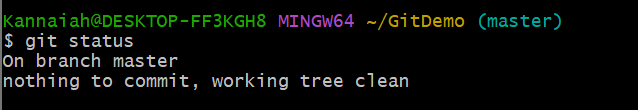 Kannaiah@DESKTOP-FF3KGH8 MINGW64 ~/GitDemo (master)
$ git status
On branch master
nothing to commit, working tree clean